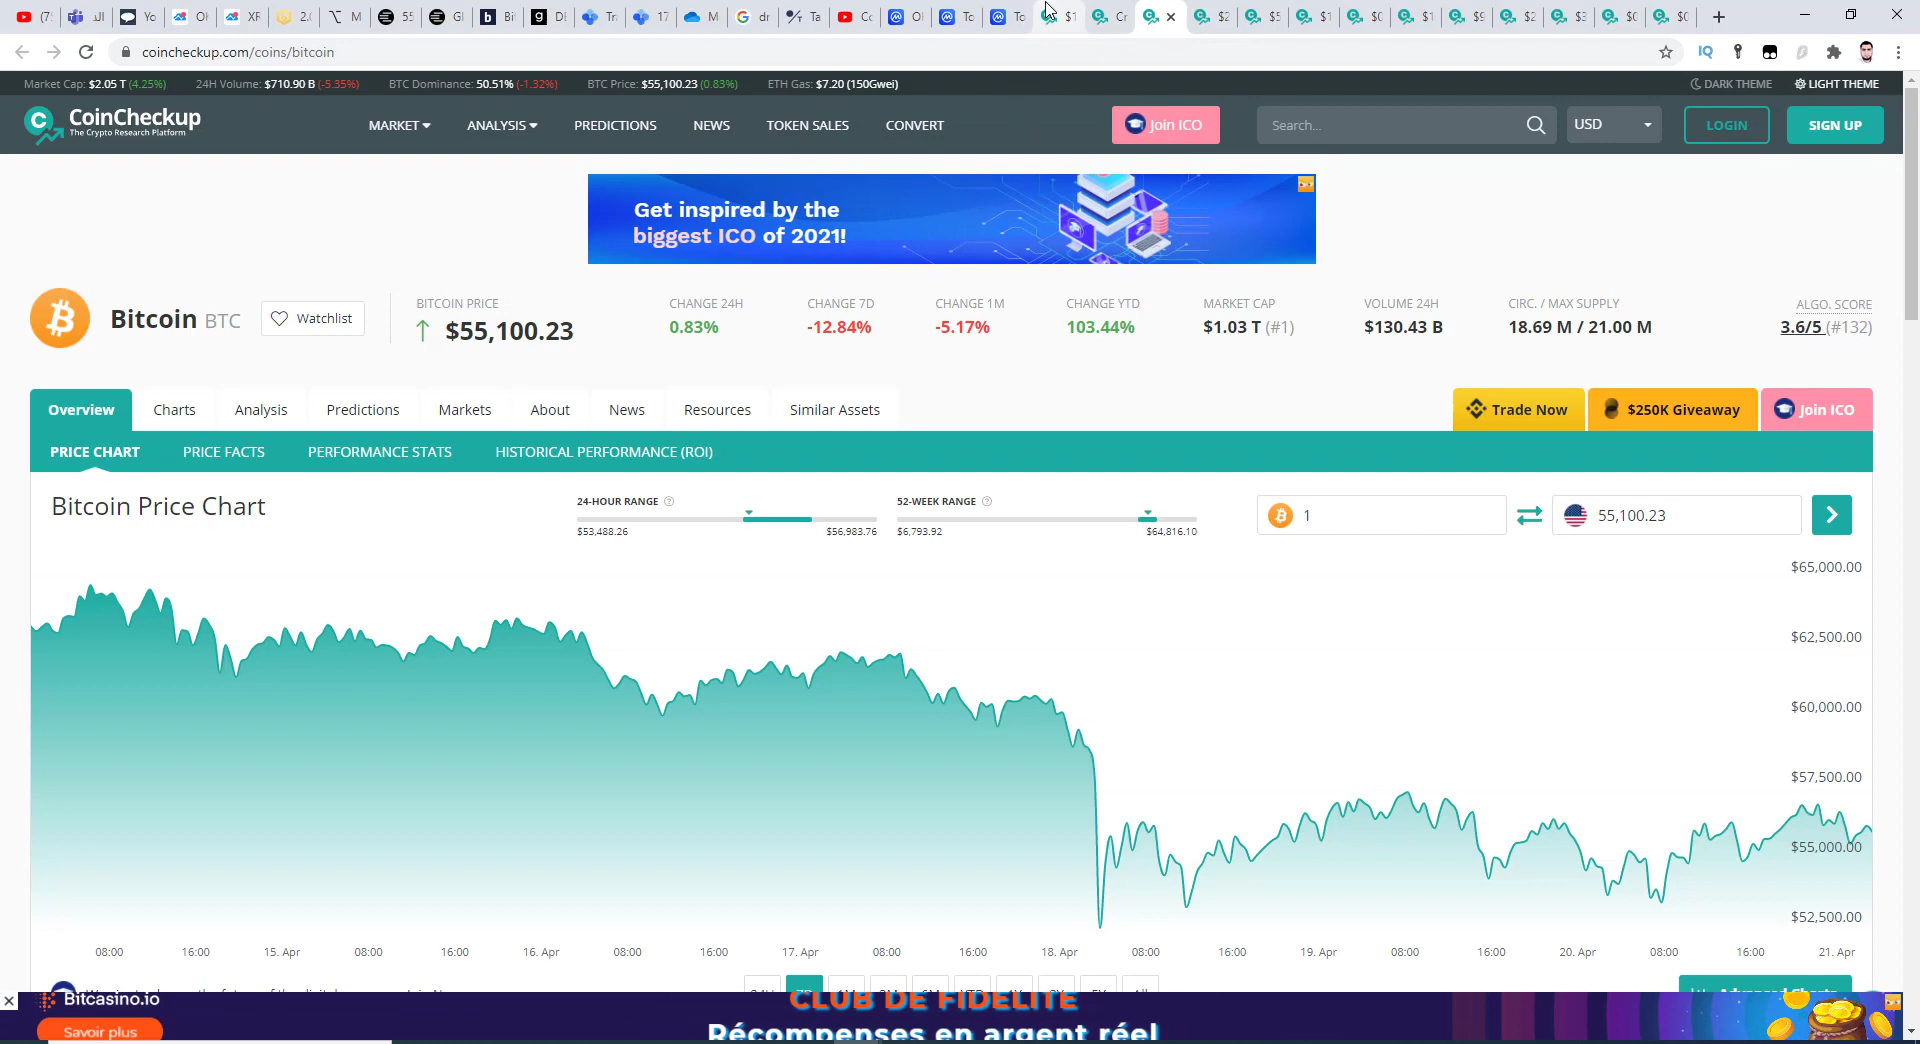 coincheckup.com/coins/bitcoin
Market Cap: $2.05 T (4.25%) 24H Volume: $710.90 B (-5.35%) BTC Dominance: 50.51% (-1.32%) BTC Price: $55,100.23 (0.83%) ETH Gas: $7.20 (150Gwei) DARK THEME LIGHT THEME
CoinCheckup
The Crypto Research Platform
MARKET ANALYSIS PREDICTIONS NEWS TOKEN SALES CONVERT Join ICO Search... USD LOGIN SIGN UP
Get inspired by the
biggest ICO of 2021!
Bitcoin BTC Watchlist
BITCOIN PRICE CHANGE 24H CHANGE 7D CHANGE 1M CHANGE YTD MARKET CAP VOLUME 24H CIRC. / MAX SUPPLY ALGO. SCORE
$55,100.23 0.83% -12.84% -5.17% 103.44% $1.03 T (#1) $130.43 B 18.69 M / 21.00 M 3.6/5 (#132)
Overview Charts Analysis Predictions Markets About News Resources Similar Assets Trade Now $250K Giveaway Join ICO
PRICE CHART PRICE FACTS PERFORMANCE STATS HISTORICAL PERFORMANCE (ROI)
Bitcoin Price Chart
24-HOUR RANGE 52-WEEK RANGE
$53,488.26 $56,983.76 $6,793.92 $64,816.10
1 55,100.23
$65,000.00
$62,500.00
$60,000.00
$57,500.00
$55,000.00
$52,500.00
08:00 16:00 15. Apr 08:00 16:00 16. Apr 08:00 16:00 17. Apr 08:00 16:00 18. Apr 08:00 16:00 19. Apr 08:00 16:00 20. Apr 08:00 16:00 21. Apr
Bitcasino.io
Savoir plus
CLUB DE FIDELITE
Récompenses en argent réel